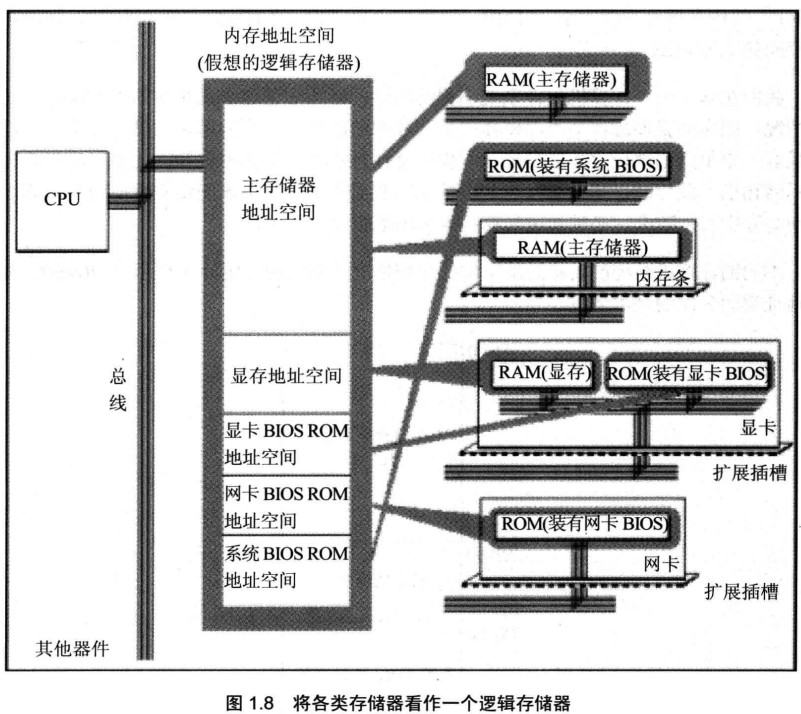 内存地址空间
(假想的逻辑存储器)
CPU
总
线
其他器件
主存储器
地址空间
显存地址空间
显卡 BIOS ROM
地址空间
网卡 BIOS ROM
地址空间
系统 BIOS ROM
地址空间
RAM(主存储器)
ROM(装有系统 BIOS)
RAM(主存储器)
内存条
RAM(显存)
ROM(装有显卡 BIOS)
显卡
扩展插槽
ROM(装有网卡 BIOS)
网卡
扩展插槽
图 1.8 将各类存储器看作一个逻辑存储器